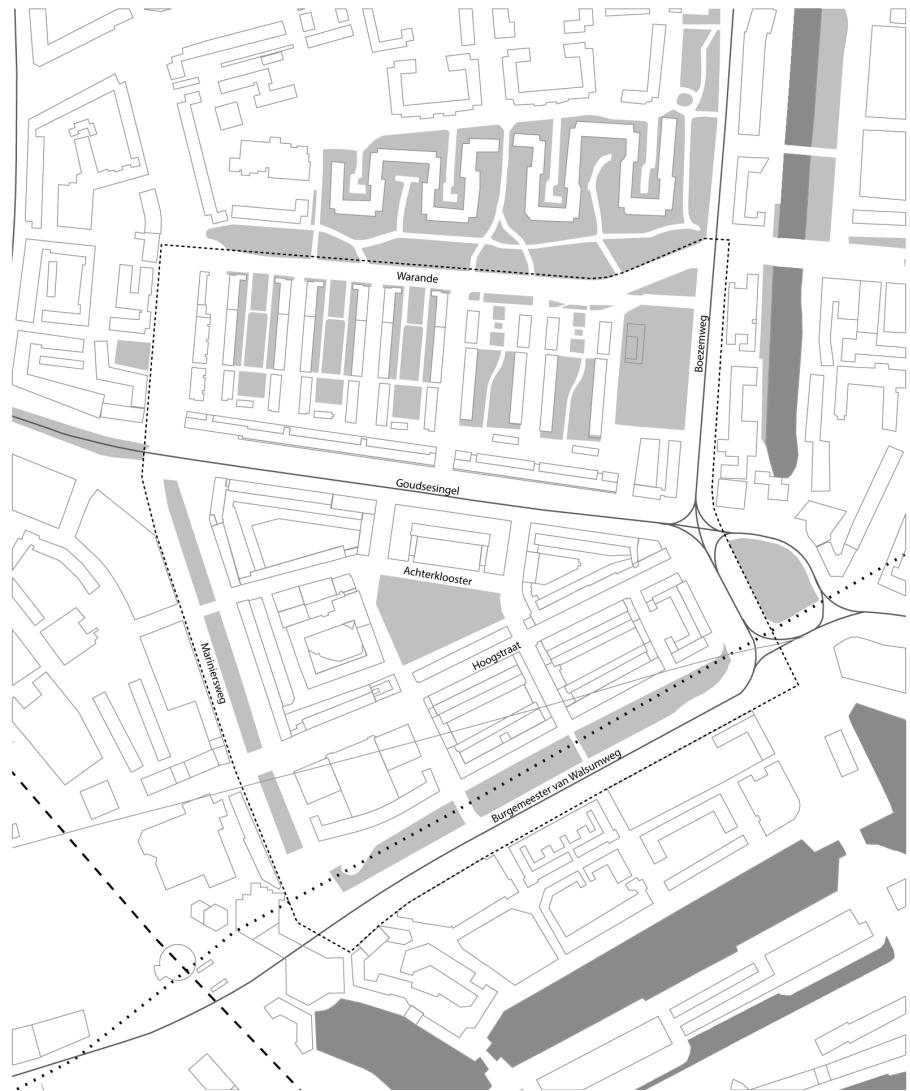 Warande
Boezemweg
Goudsesingel
Achterklooster
Hoogstraat
Mariniersweg
Burgemeester van Walsumweg